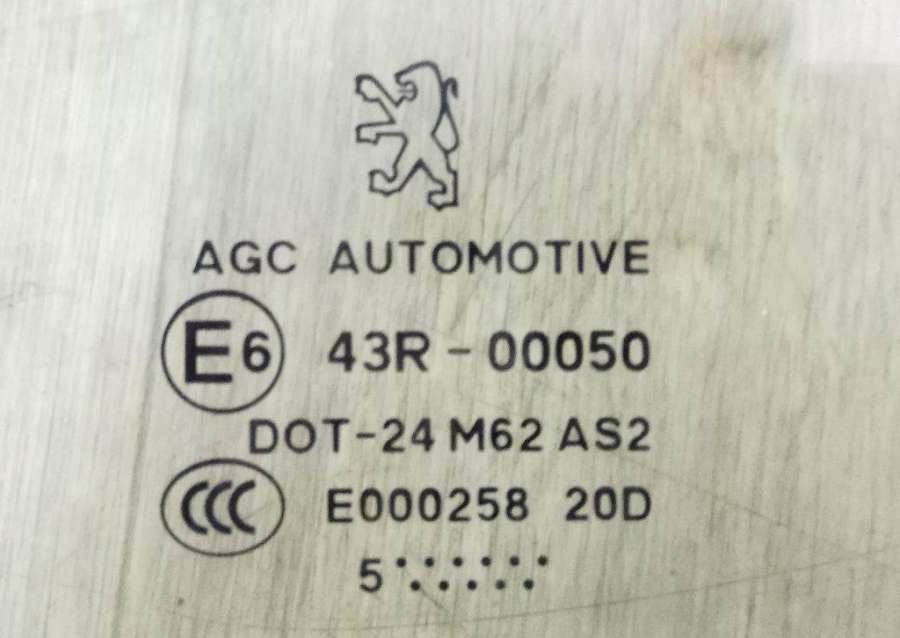 AGC AUTOMOTIVE
E6 43R-00050
DOT-24 M62 AS2
CCC E000258 20D
5